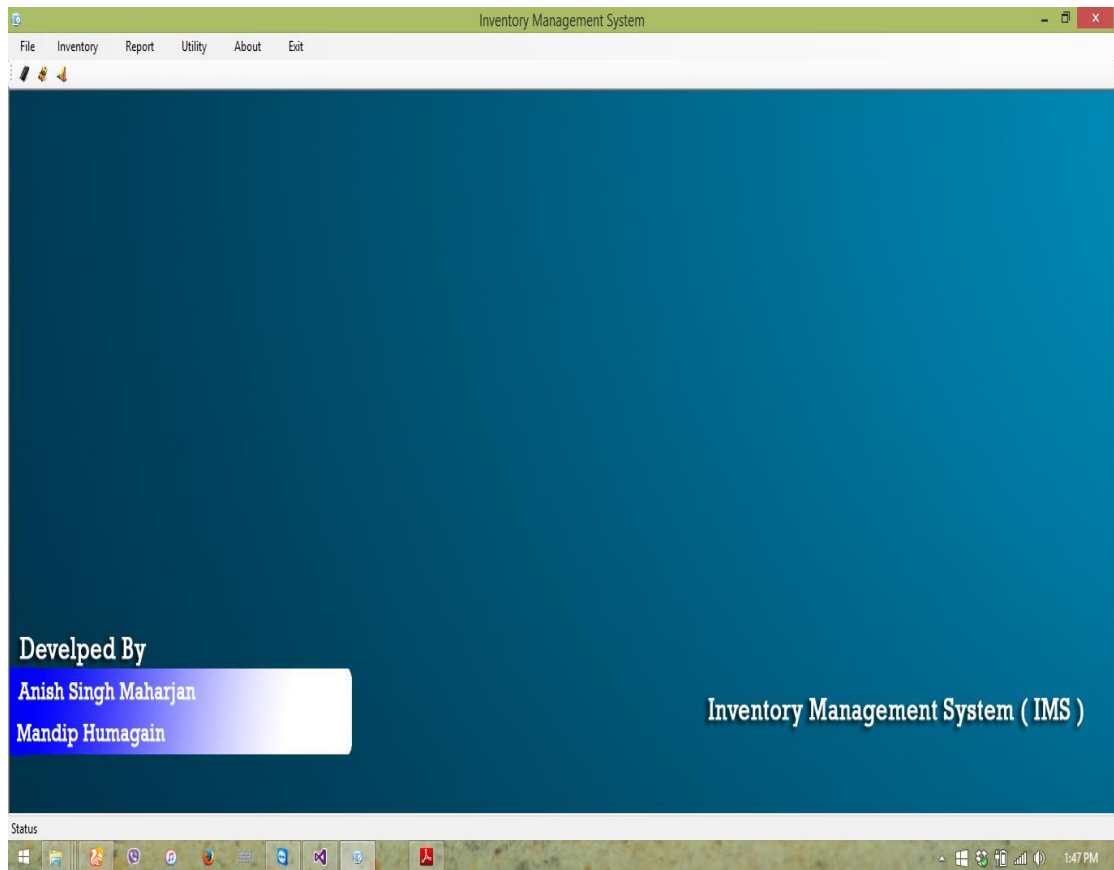 Inventory Management System
File Inventory Report Utility About Exit
Develped By
Anish Singh Maharjan
Mandip Humagain
Inventory Management System ( IMS )
Status
1:47 PM